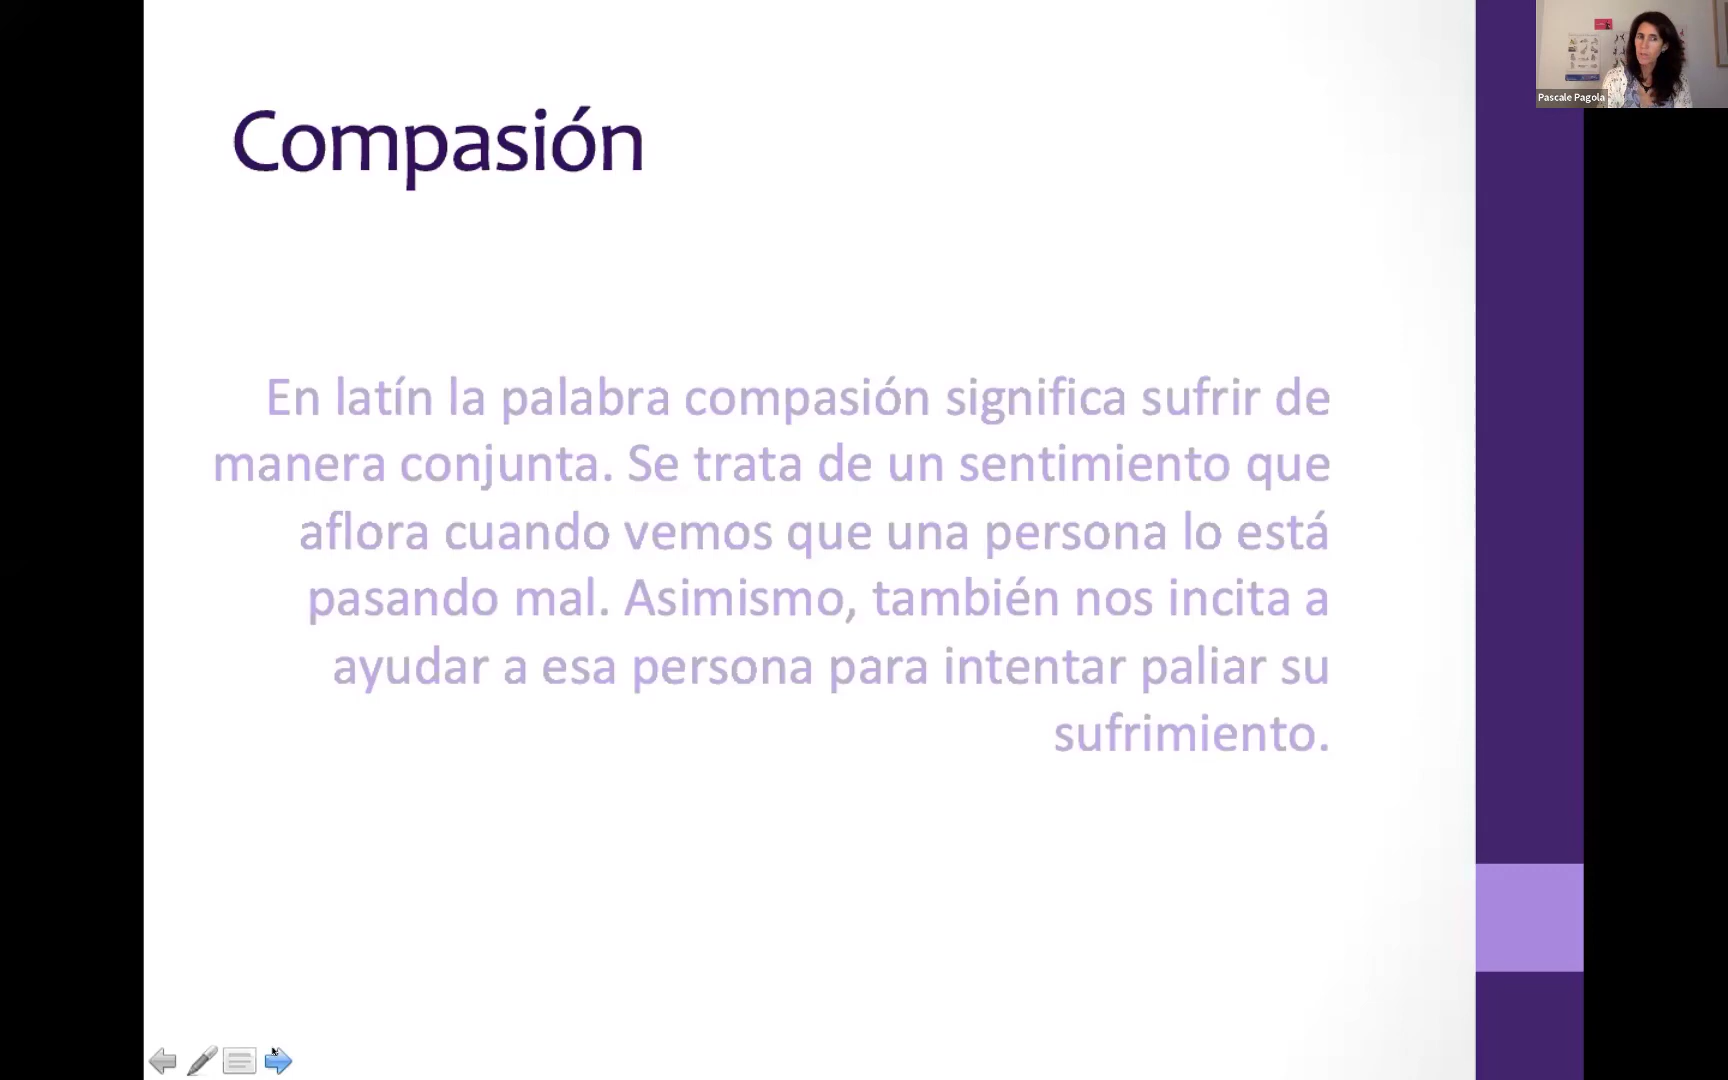 Compasión
En latín la palabra compasión significa sufrir de
manera conjunta. Se trata de un sentimiento que
aflora cuando vemos que una persona lo está
pasando mal. Asimismo, también nos incita a
ayudar a esa persona para intentar paliar su
sufrimiento.
Pascale Pagola